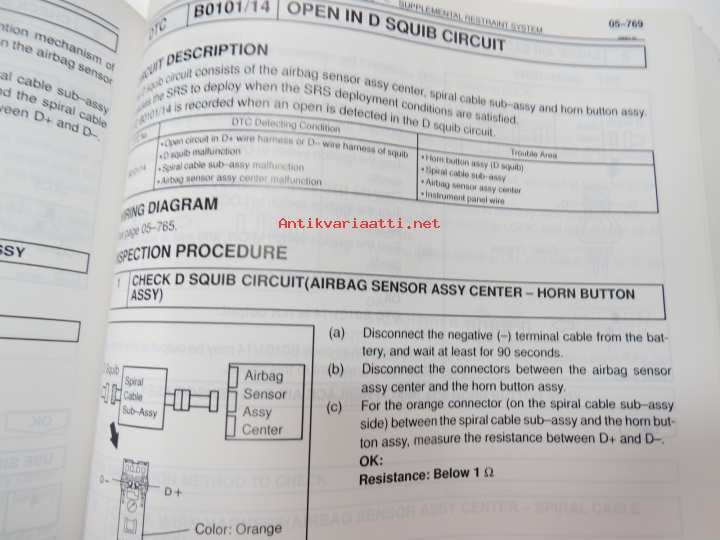 ntion mechanism of
n the airbag sensor
ral cable sub–assy
d the spiral cable
ween D+ and D–.
SSY
SUPPLEMENTAL RESTRAINT SYSTEM
05–769
DTC B0101/14 OPEN IN D SQUIB CIRCUIT
CUIT DESCRIPTION
squib circuit consists of the airbag sensor assy center, spiral cable sub–assy and horn button assy.
the SRS to deploy when the SRS deployment conditions are satisfied.
B0101/14 is recorded when an open is detected in the D squib circuit.
DTC Detecting Condition
Trouble Area
•Open circuit in D+ wire harness or D– wire harness of squib
•D squib malfunction
•Spiral cable sub–assy malfunction
•Airbag sensor assy center malfunction
•Horn button assy (D squib)
•Spiral cable sub–assy
•Airbag sensor assy center
•Instrument panel wire
IRING DIAGRAM
page 05–765.
Antikvariaatti.net
SPECTION PROCEDURE
1 CHECK D SQUIB CIRCUIT(AIRBAG SENSOR ASSY CENTER – HORN BUTTON
ASSY)
(a) Disconnect the negative (–) terminal cable from the bat-
tery, and wait at least for 90 seconds.
(b) Disconnect the connectors between the airbag sensor
assy center and the horn button assy.
(c) For the orange connector (on the spiral cable sub–assy
side) between the spiral cable sub–assy and the horn but-
ton assy, measure the resistance between D+ and D–.
OK:
Resistance: Below 1 Ω
Squib
Spiral
Cable
Sub–Assy
Airbag
Sensor
Assy
Center
D–
D+
Color: Orange